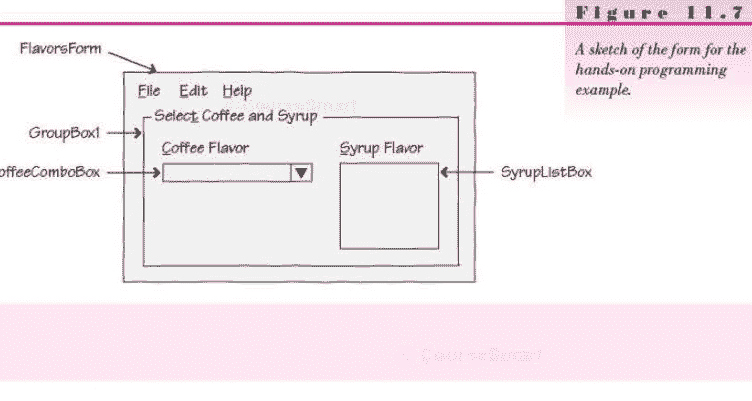 Figure 11.7
A sketch of the form for the
hands-on programming
example.
FlavorsForm
File Edit Help
Select Coffee and Syrup
GroupBox1
Coffee Flavor
Syrup Flavor
offeeComboBox
SyrupListBox
CourseSmart